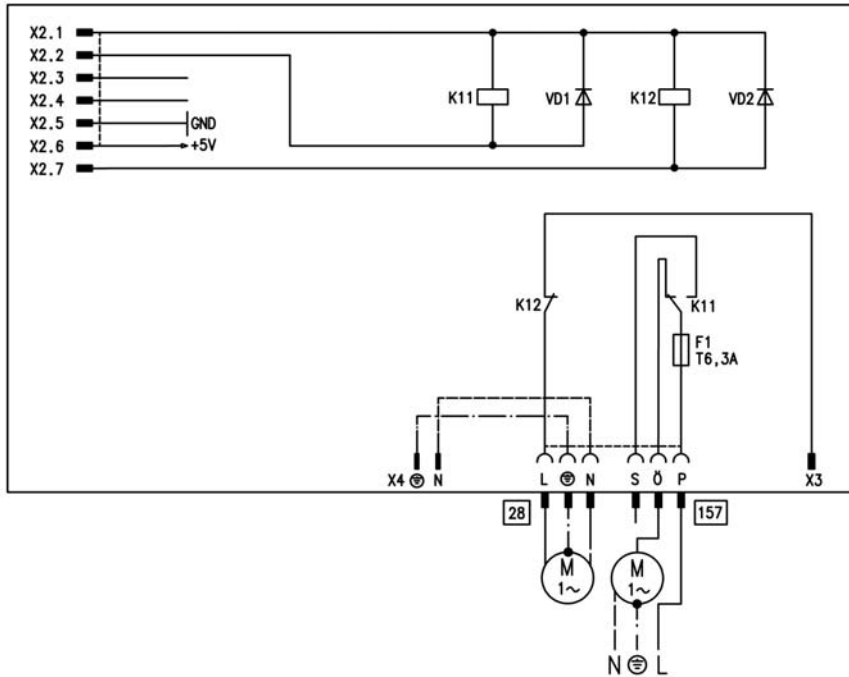 X2.1
X2.2
X2.3
X2.4
X2.5 GND
X2.6 +5V
X2.7
K11 VD1 K12 VD2
K12 K11
F1
T6,3A
X4 N L N S Ö P X3
28 157
M M
1~ 1~
N L